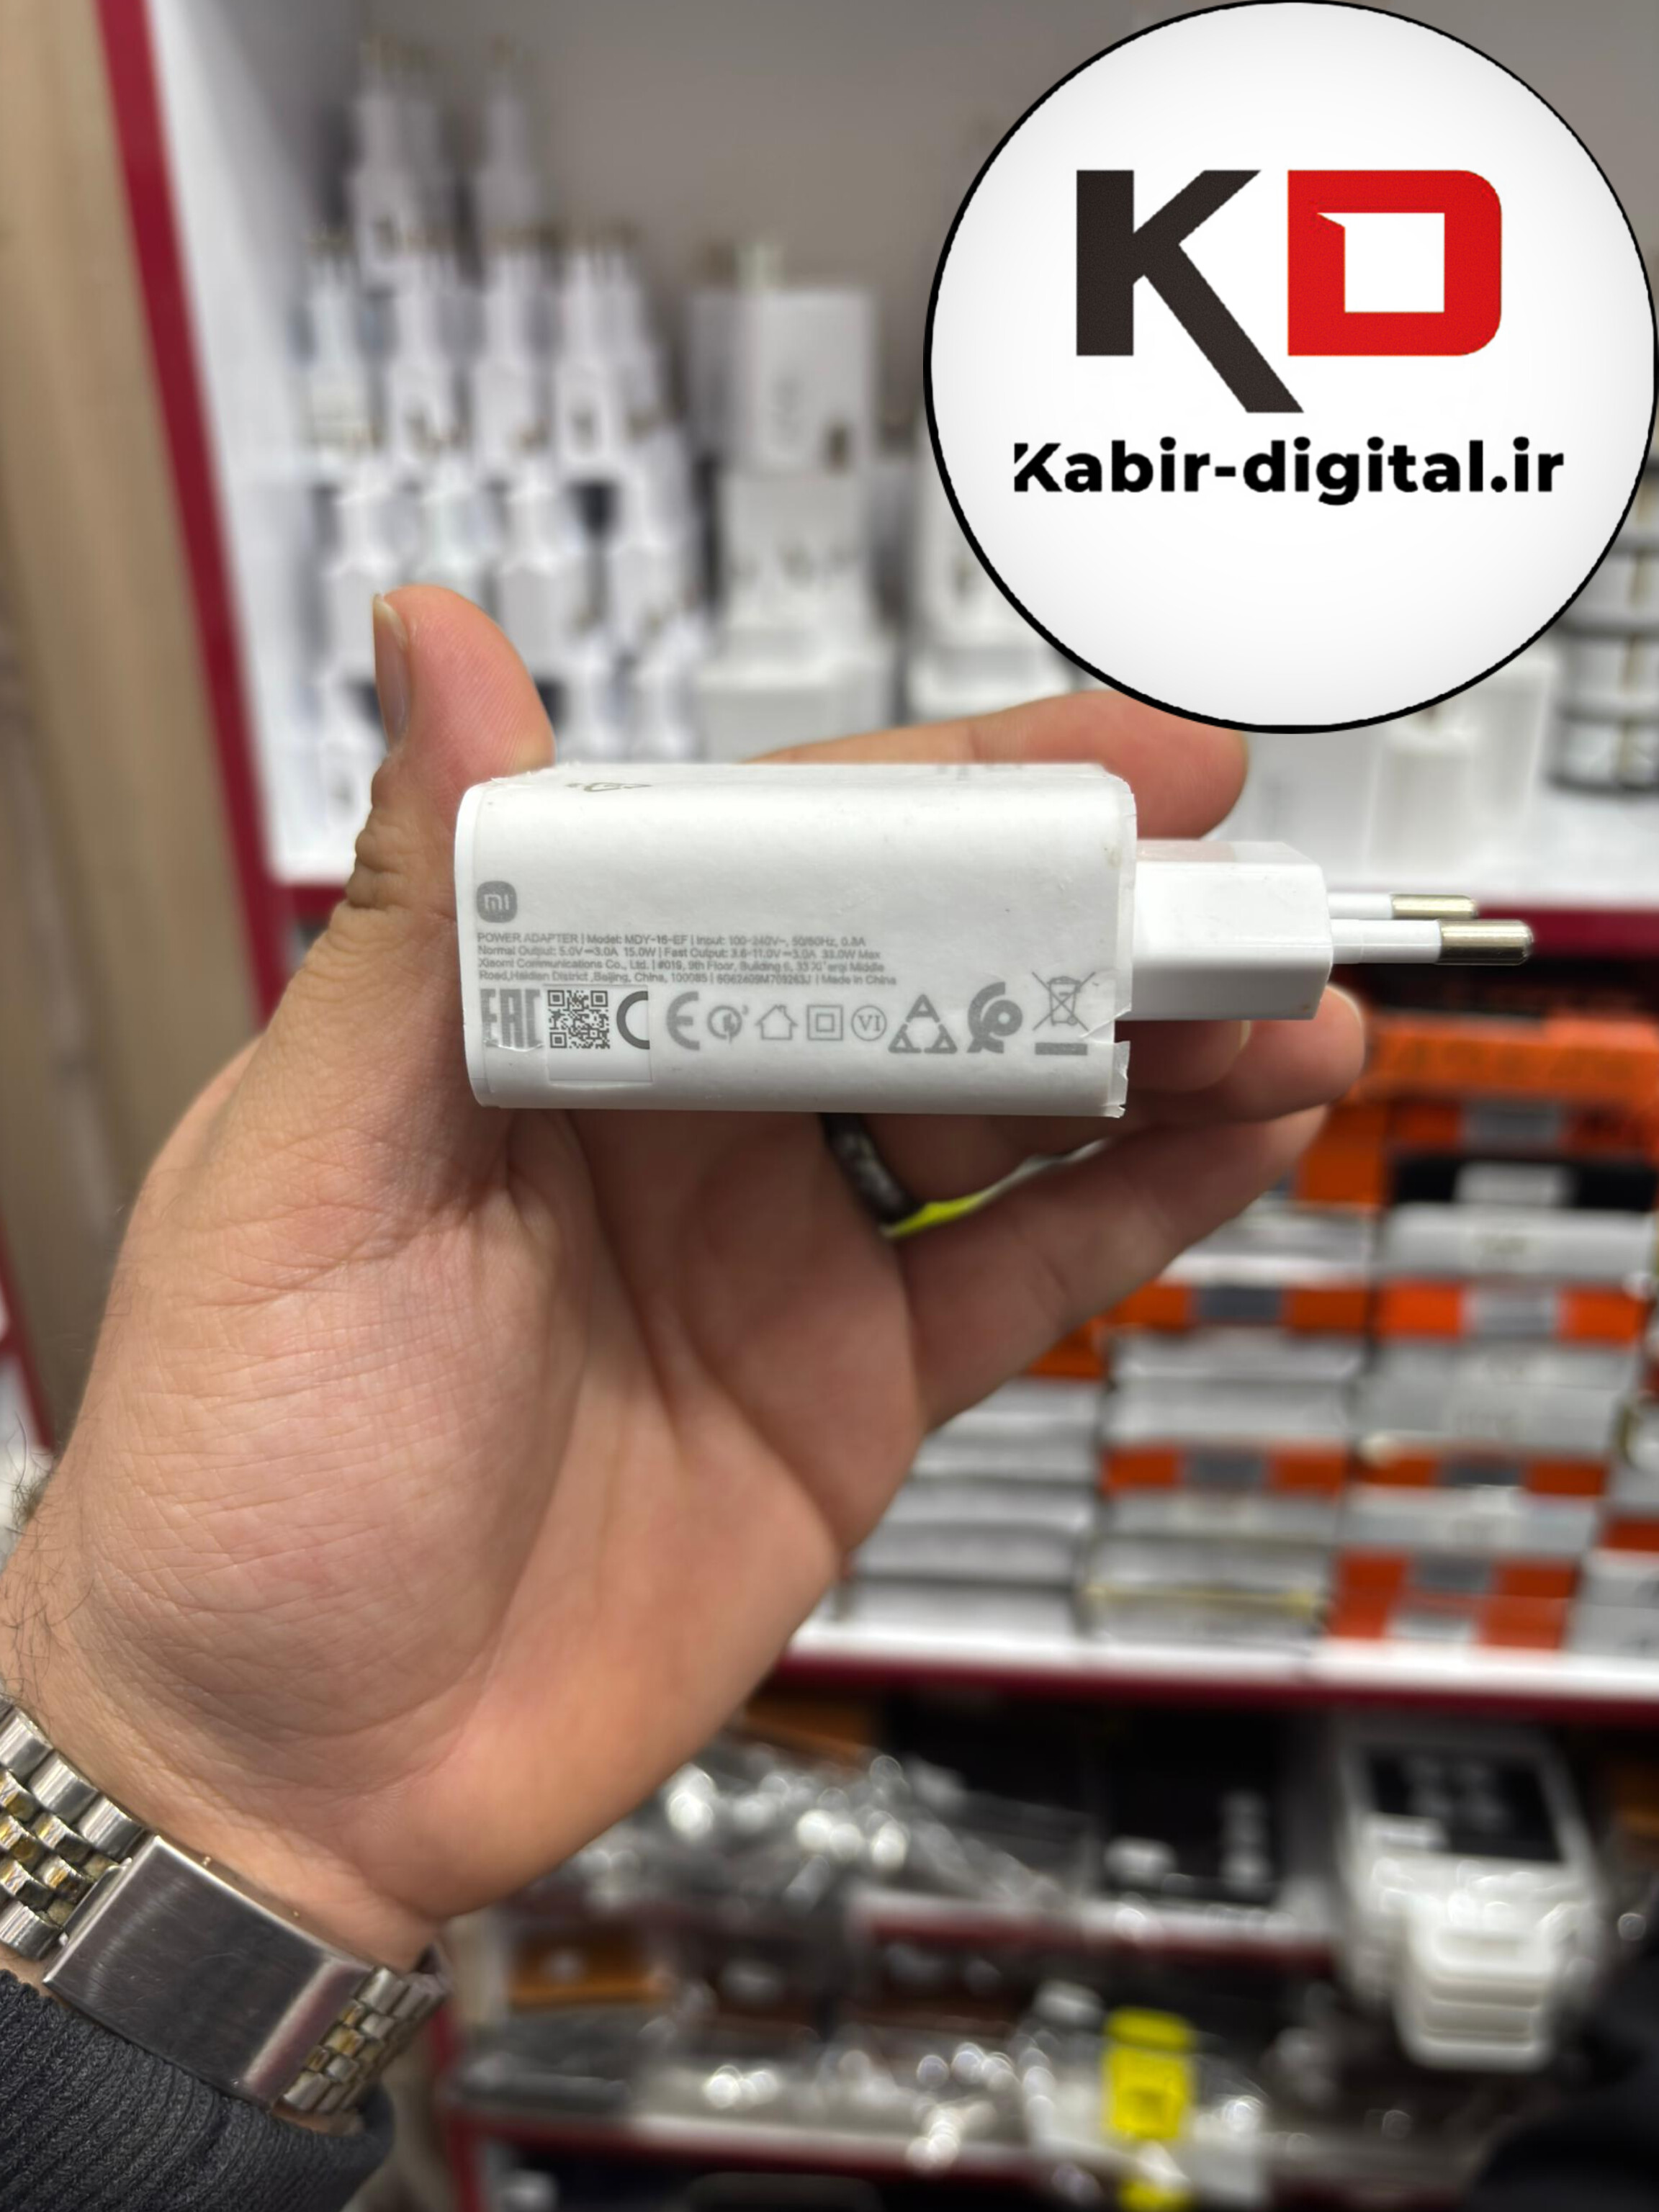 KD
Kabir-digital.ir
mi
POWER ADAPTER | Model: MDY-16-EF | Input: 100-240V~, 50/60Hz, 0.8A
Normal Output: 5.0V⎓3.0A 15.0W | Fast Output: 3.6-11.0V⎓3.0A 33.0W Max
Xiaomi Communications Co., Ltd. | #019, 9th Floor, Building 6, 33 Xi'erqi Middle
Road,Haidian District ,Beijing, China, 100085 | Made in China
EAC CE VI